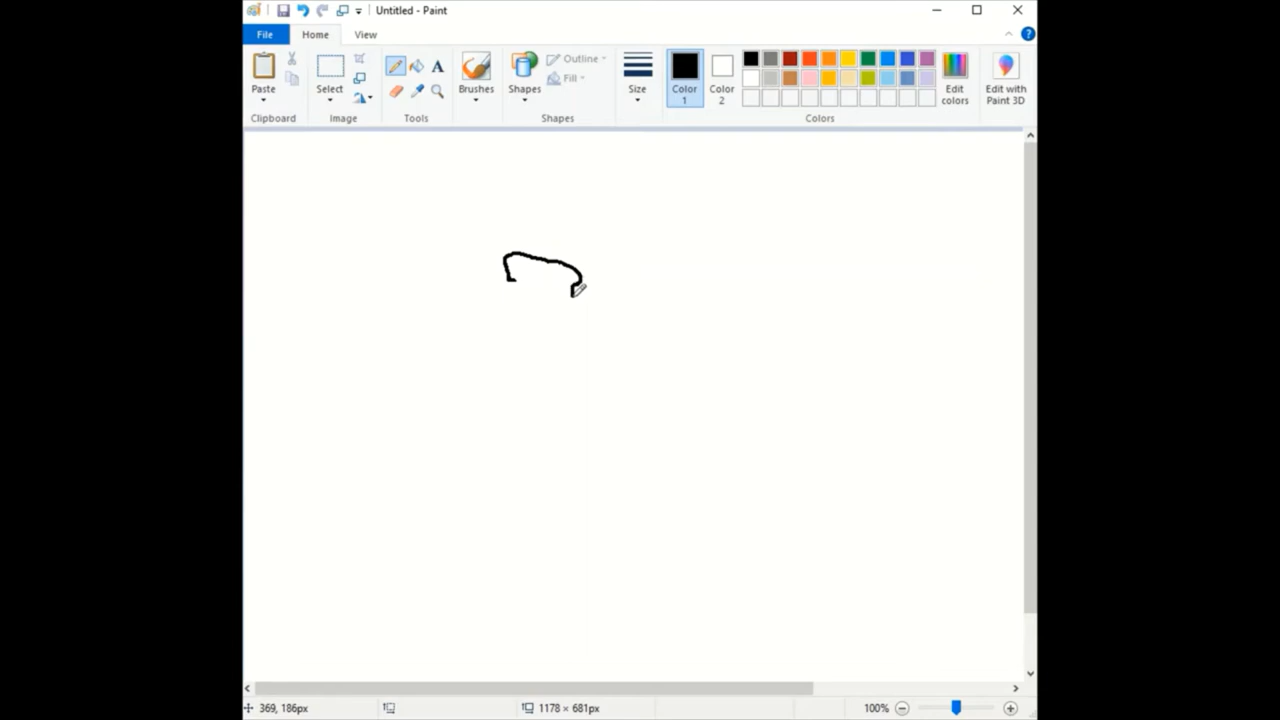 Untitled - Paint
File Home View
Paste
Select
A
Brushes
Shapes
Outline
Fill
Size
Color 1
Color 2
Edit colors
Edit with Paint 3D
Clipboard Image Tools Shapes Colors
369, 186px 1178 × 681px 100%